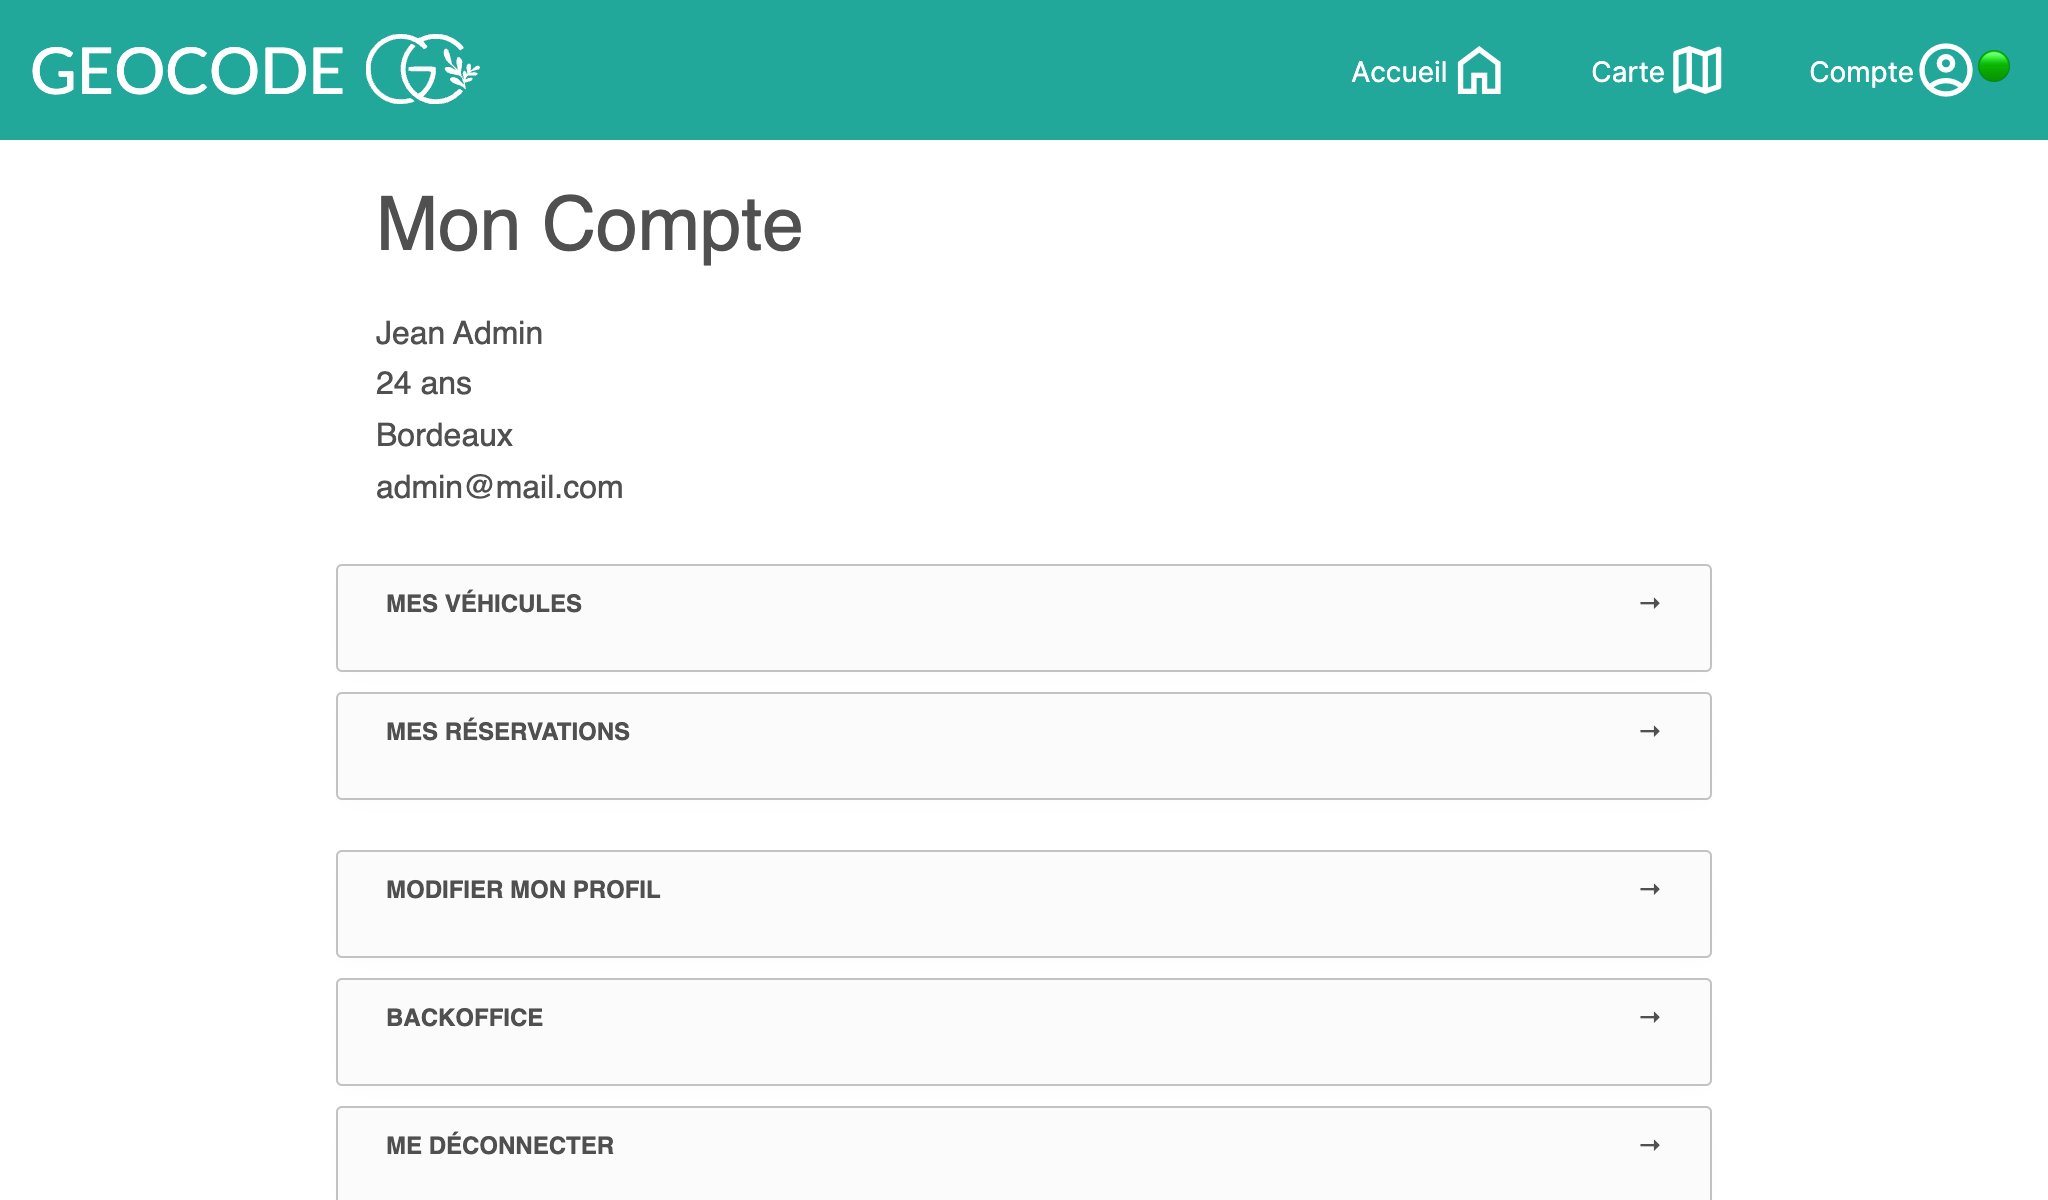 GEOCODE
Accueil
Carte
Compte
Mon Compte
Jean Admin
24 ans
Bordeaux
admin@mail.com
MES VÉHICULES →
MES RÉSERVATIONS →
MODIFIER MON PROFIL →
BACKOFFICE →
ME DÉCONNECTER →